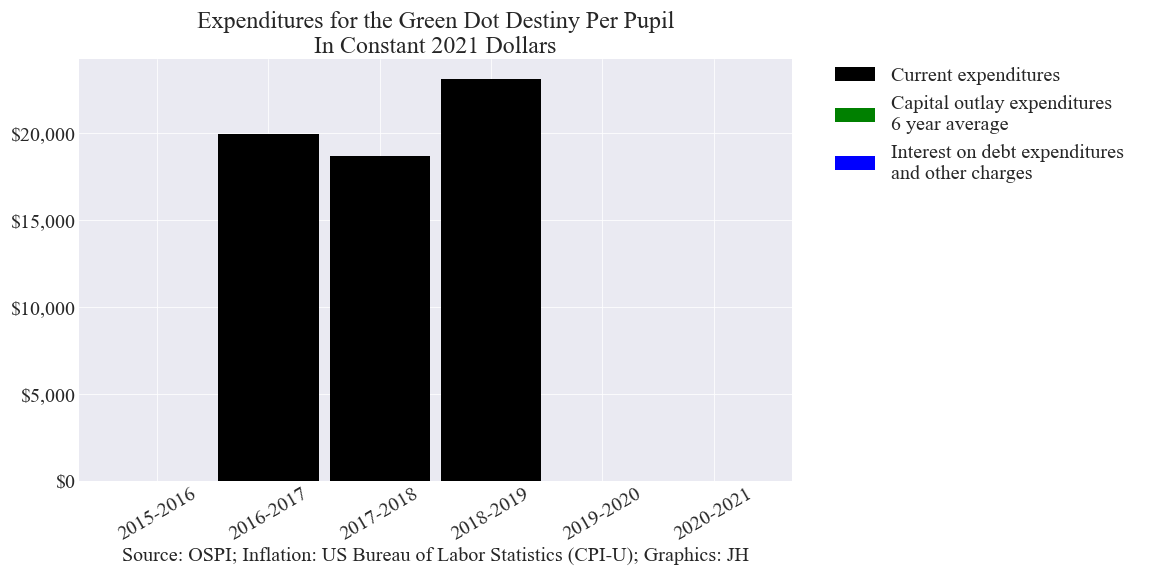 Expenditures for the Green Dot Destiny Per Pupil
In Constant 2021 Dollars
Current expenditures
Capital outlay expenditures
6 year average
Interest on debt expenditures
and other charges
$20,000
$15,000
$10,000
$5,000
$0
2015-2016
2016-2017
2017-2018
2018-2019
2019-2020
2020-2021
Source: OSPI; Inflation: US Bureau of Labor Statistics (CPI-U); Graphics: JH